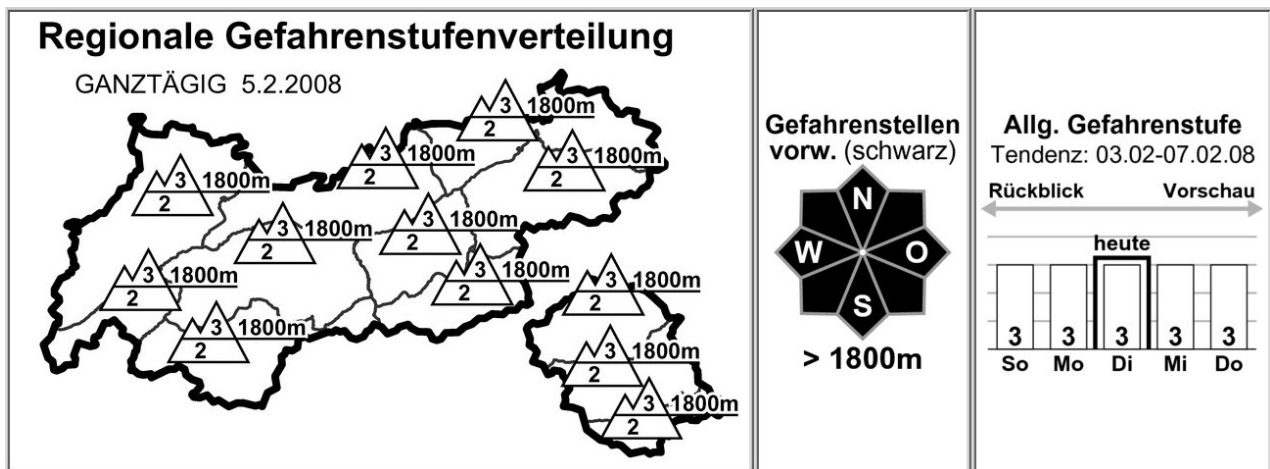 Regionale Gefahrenstufenverteilung
GANZTÄGIG 5.2.2008
3 1800m
2
3 1800m
2
3 1800m
2
3 1800m
2
3 1800m
2
3 1800m
2
3 1800m
2
3 1800m
2
3 1800m
2
3 1800m
2
3 1800m
2
3 1800m
2
Gefahrenstellen
vorw. (schwarz)
N
W O
S
> 1800m
Allg. Gefahrenstufe
Tendenz: 03.02-07.02.08
Rückblick Vorschau
heute
3 3 3 3 3
So Mo Di Mi Do